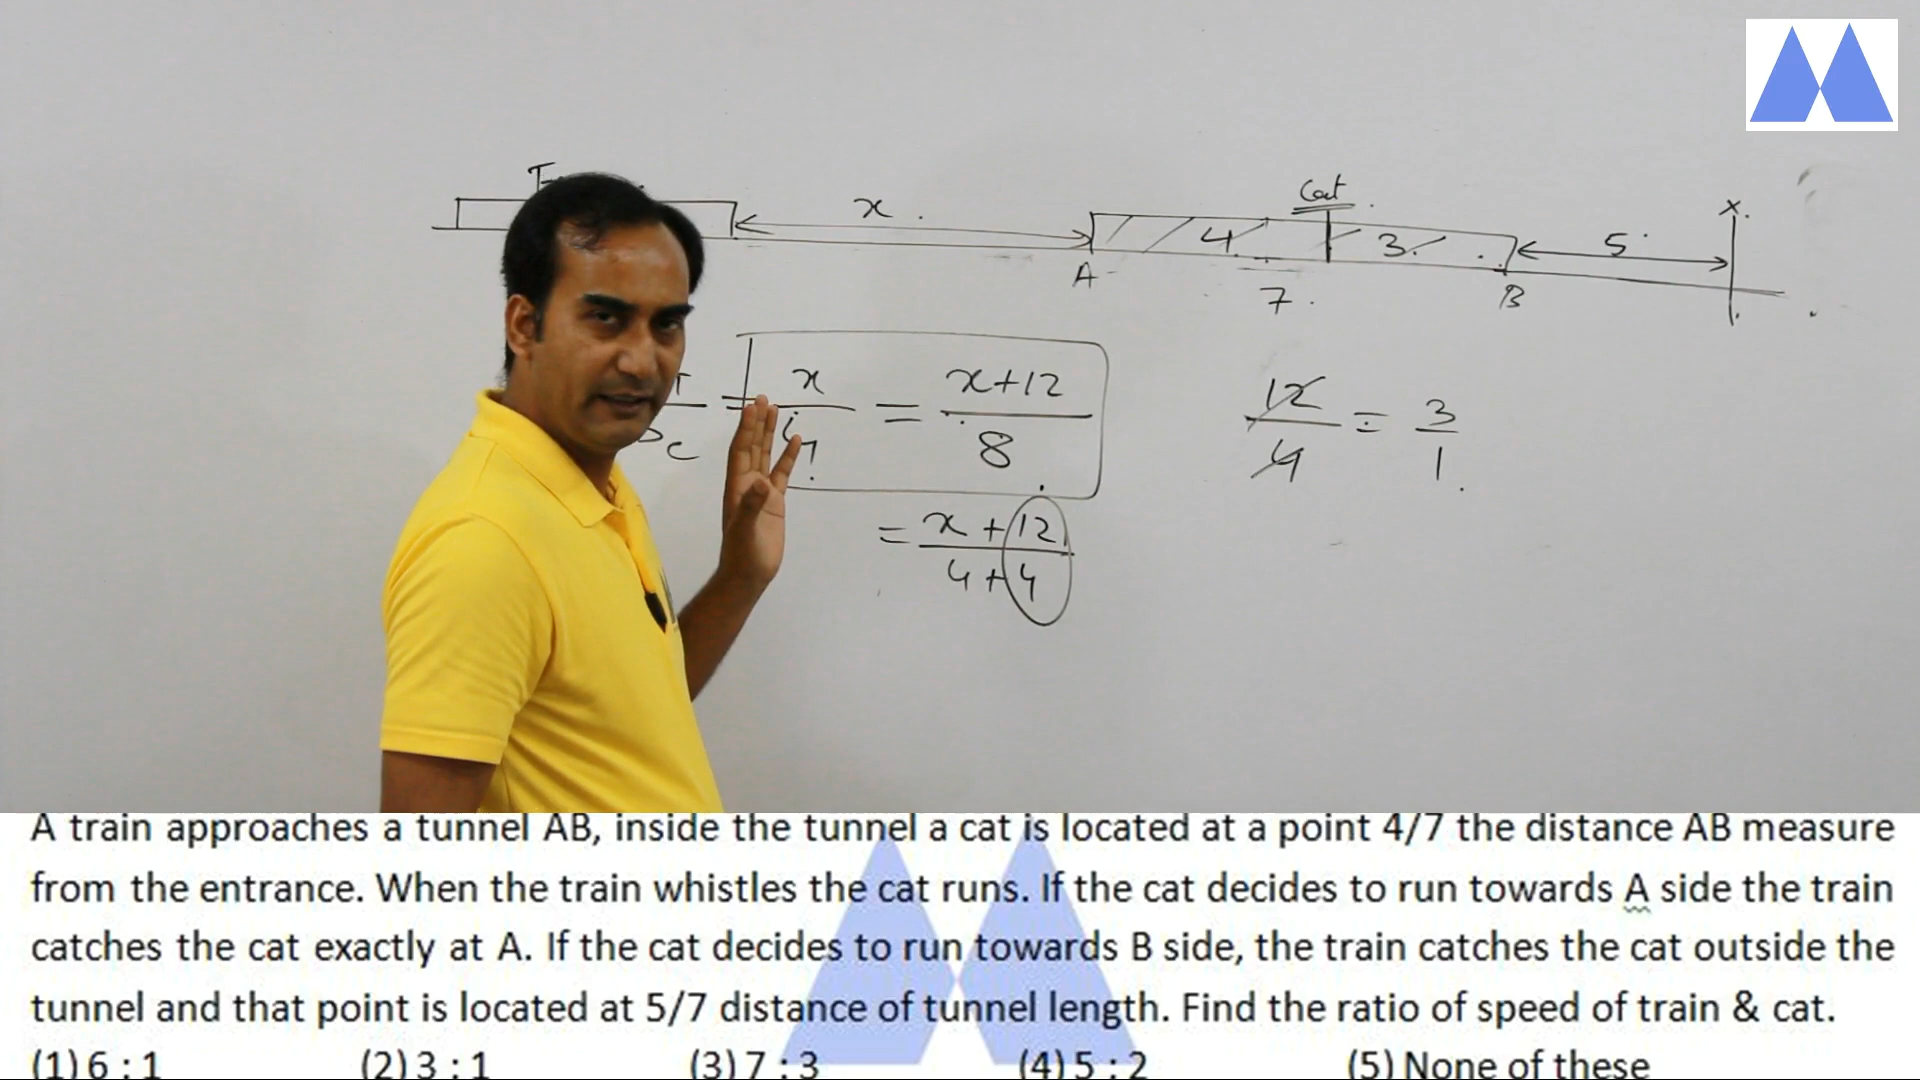 x . Cat . x.
4 3 . 5
A 7 . B
x/4 = x+12/8 12/4 = 3/1 .
c
= x + 12/4 + 4
A train approaches a tunnel AB, inside the tunnel a cat is located at a point 4/7 the distance AB measure
from the entrance. When the train whistles the cat runs. If the cat decides to run towards A side the train
catches the cat exactly at A. If the cat decides to run towards B side, the train catches the cat outside the
tunnel and that point is located at 5/7 distance of tunnel length. Find the ratio of speed of train & cat.
(1) 6 : 1 (2) 3 : 1 (3) 7 : 3 (4) 5 : 2 (5) None of these